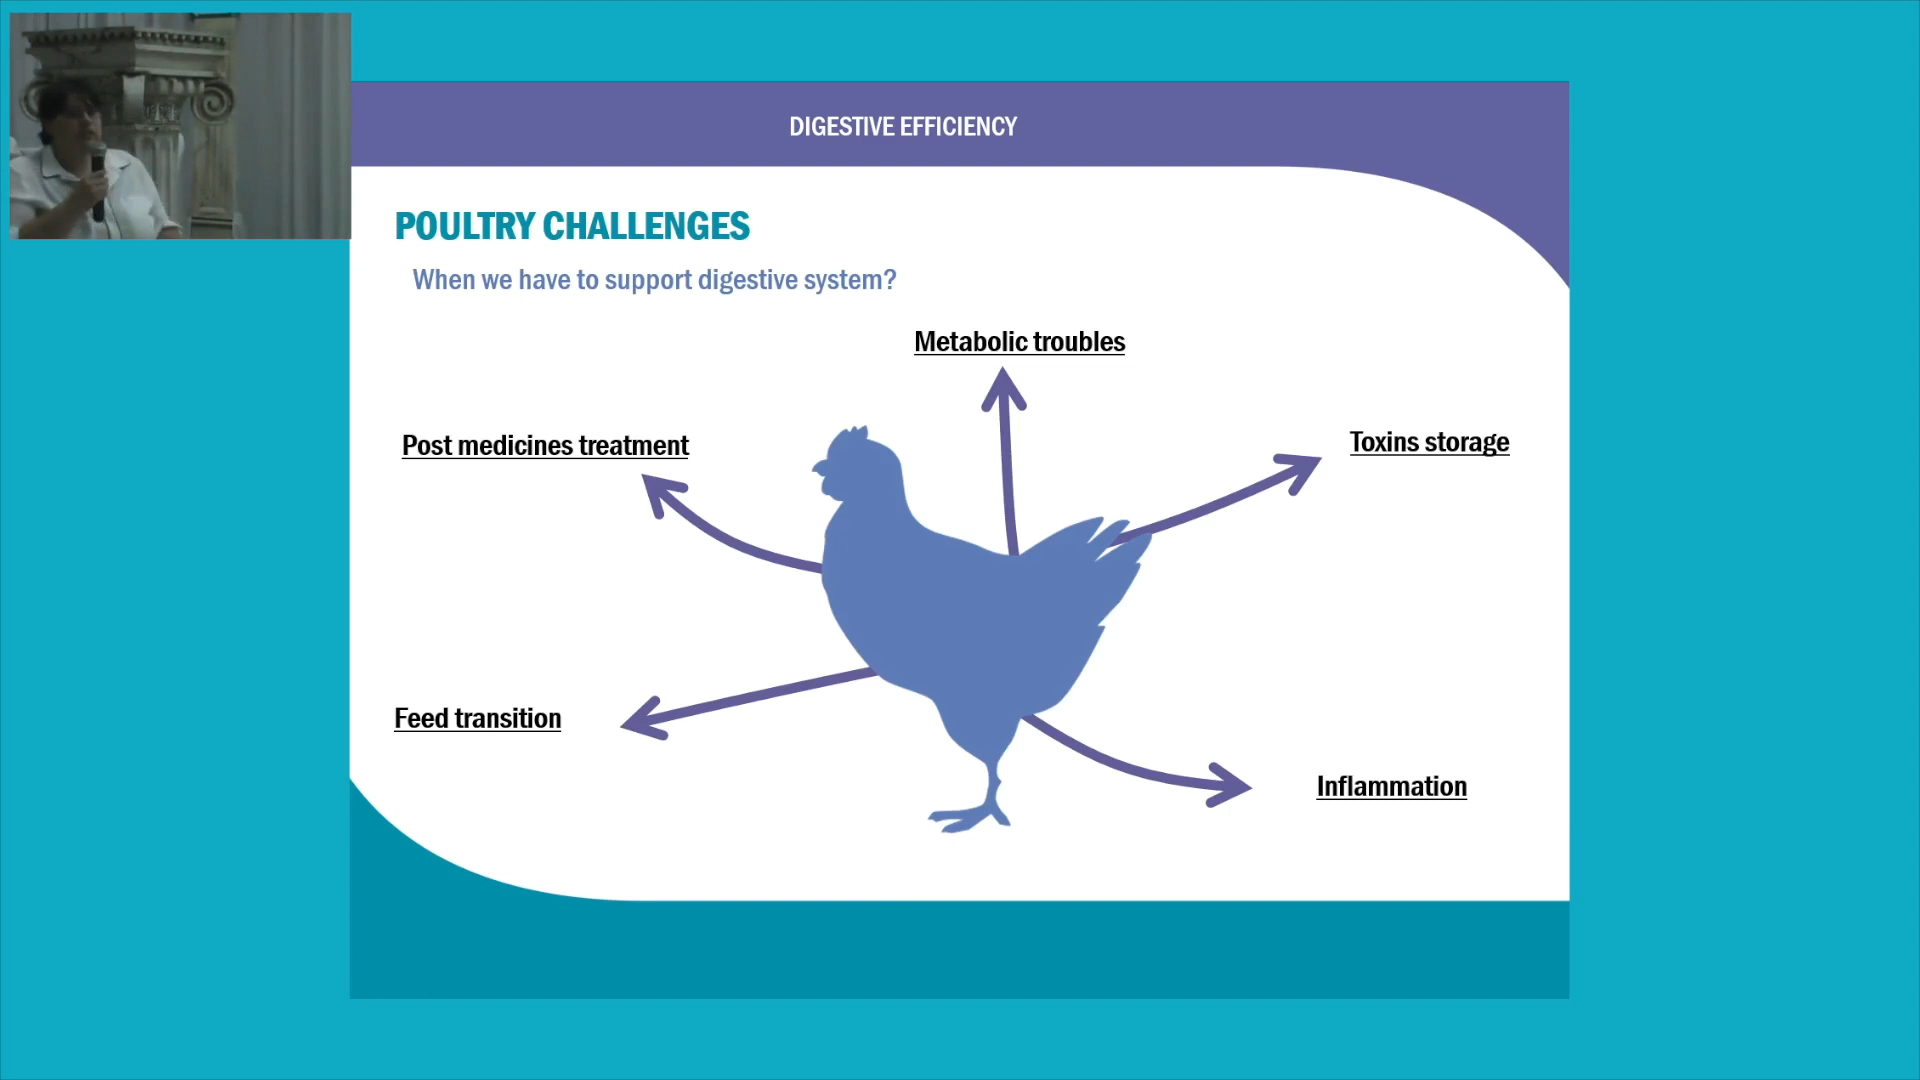 DIGESTIVE EFFICIENCY
POULTRY CHALLENGES
When we have to support digestive system?
Metabolic troubles
Post medicines treatment
Toxins storage
Feed transition
Inflammation